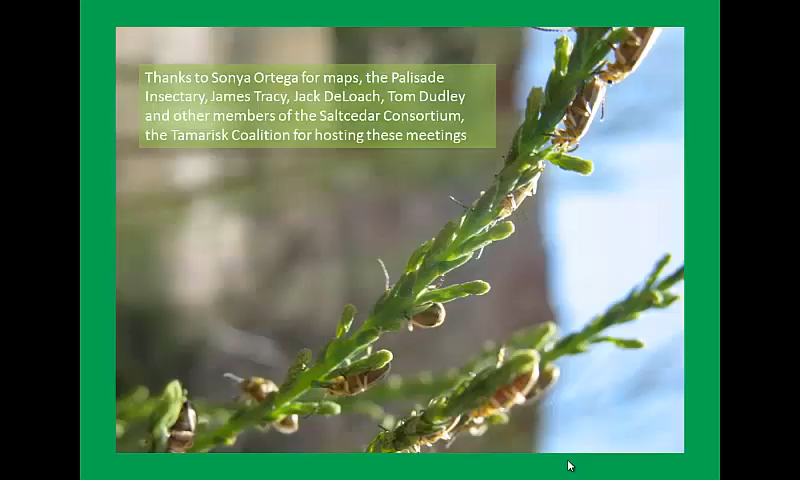 Thanks to Sonya Ortega for maps, the Palisade
Insectary, James Tracy, Jack DeLoach, Tom Dudley
and other members of the Saltcedar Consortium,
the Tamarisk Coalition for hosting these meetings